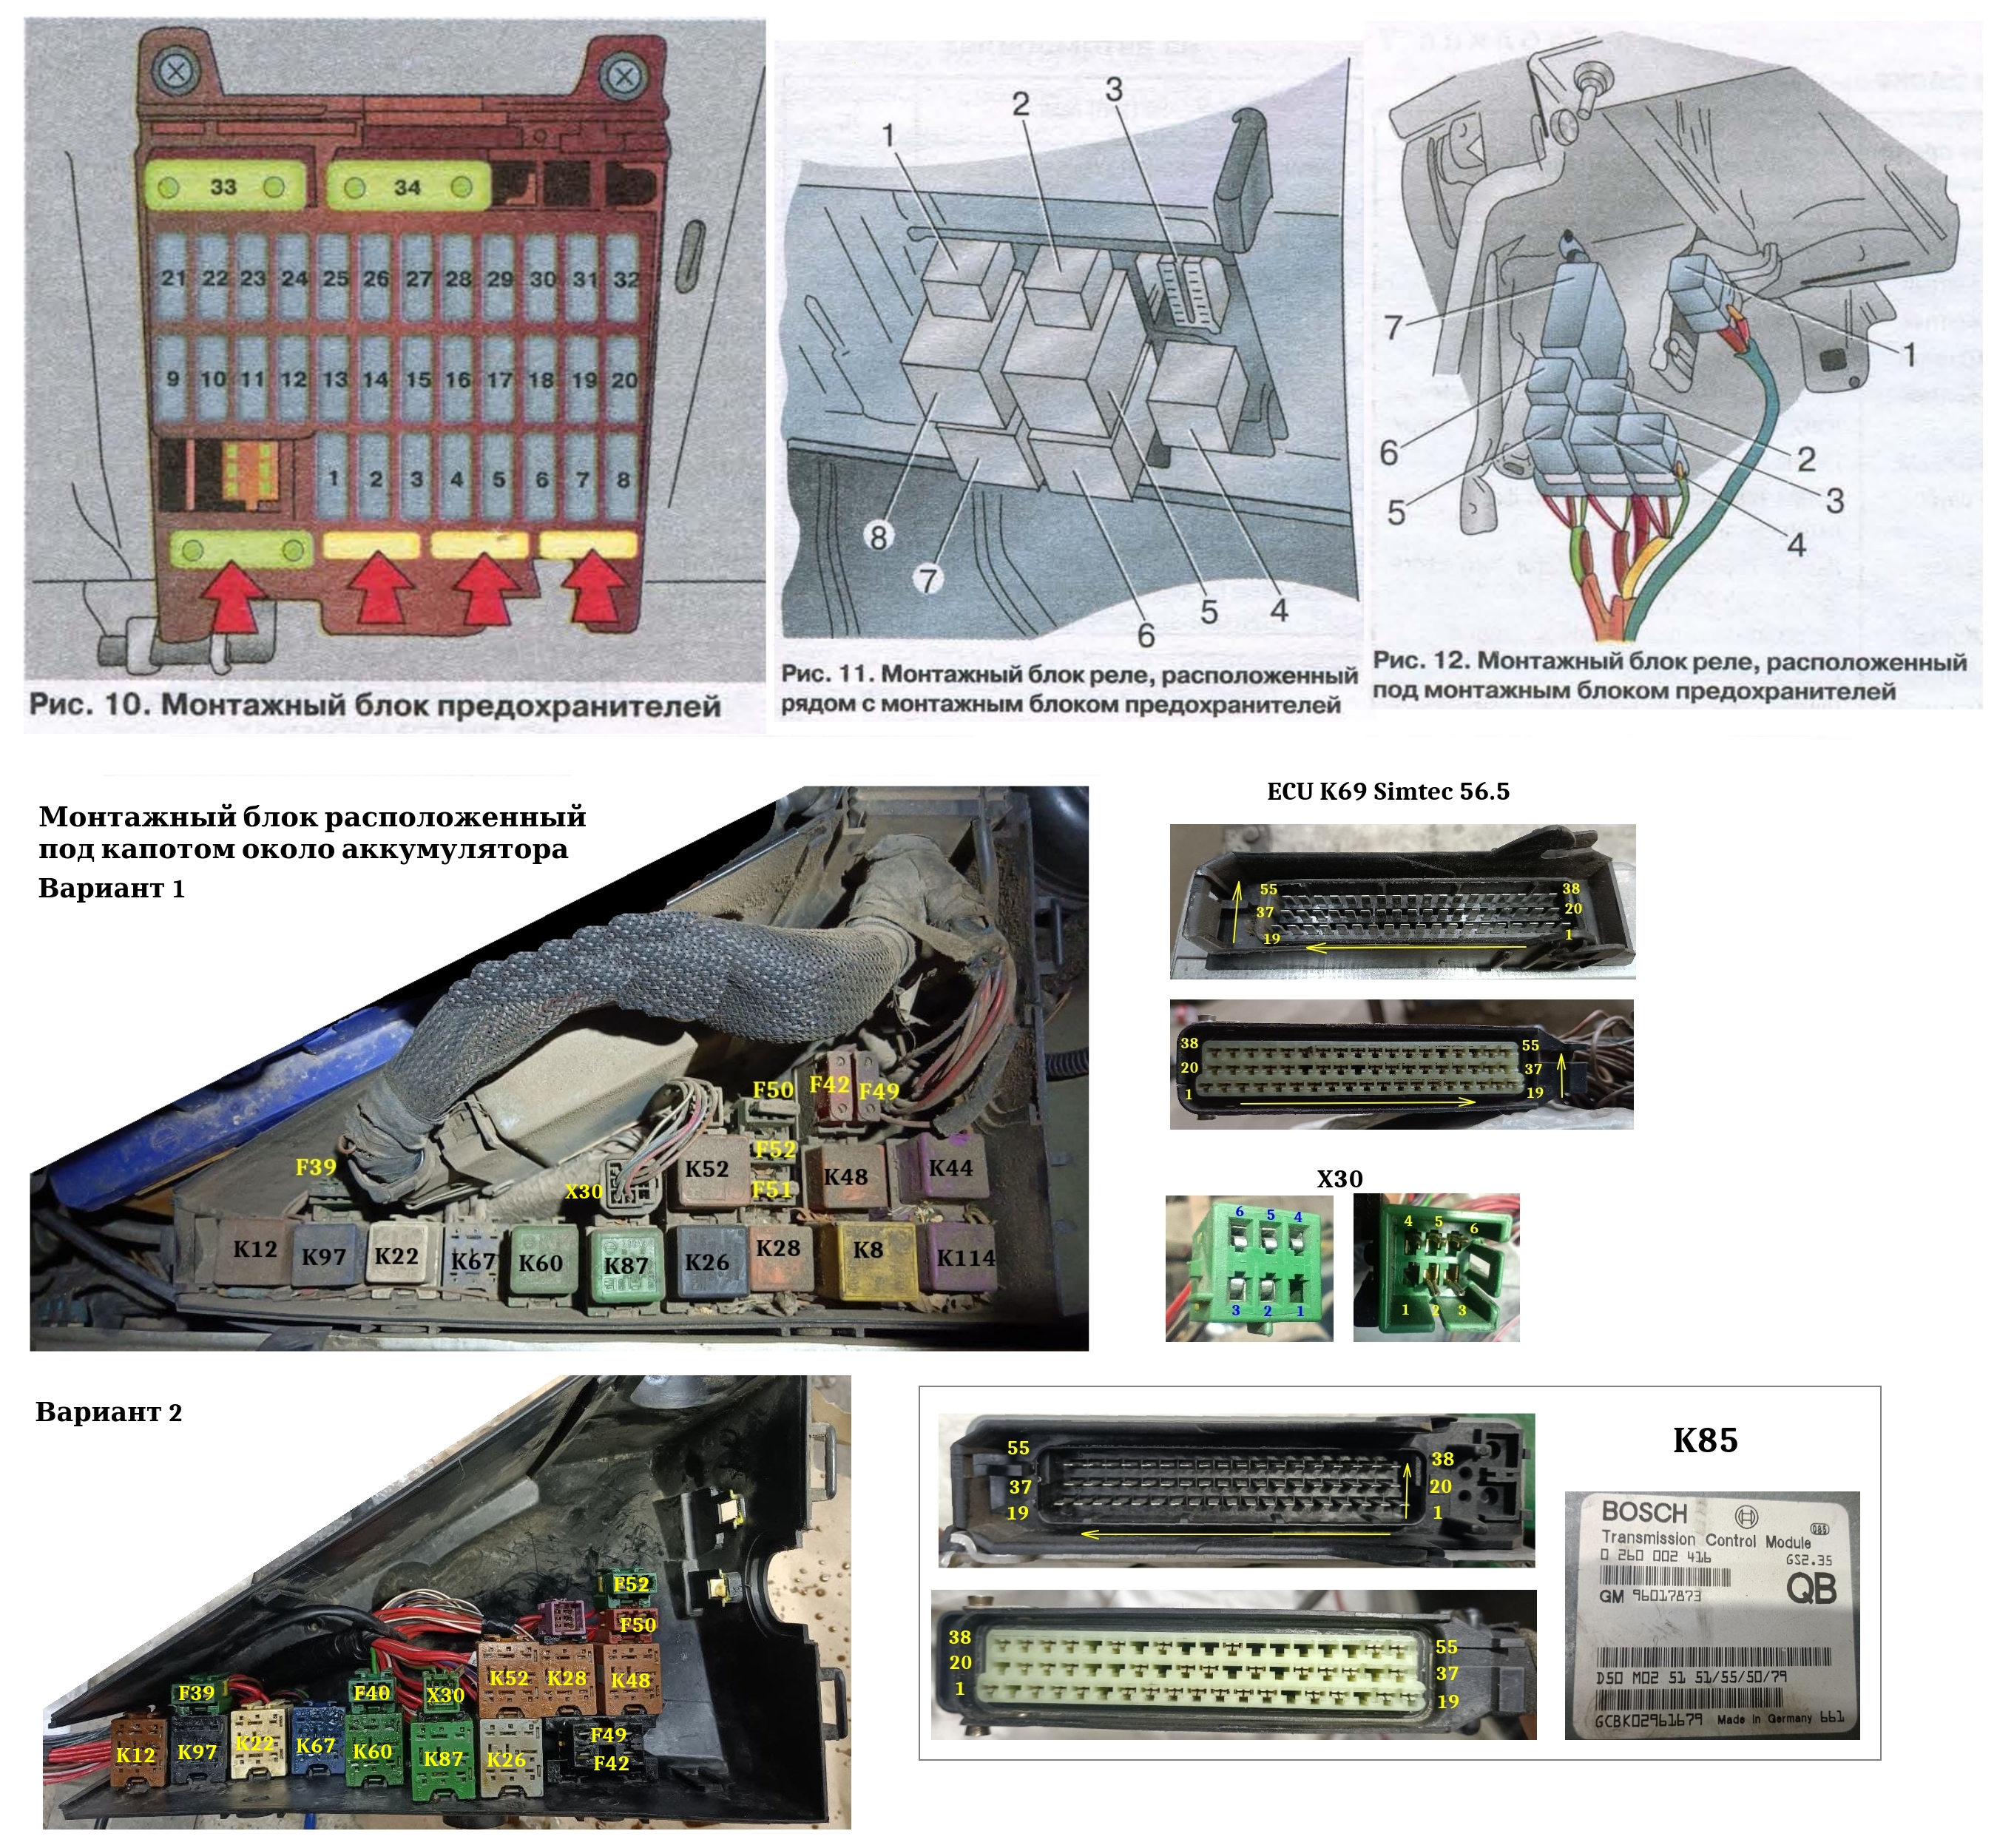 33 34
21 22 23 24 25 26 27 28 29 30 31 32
9 10 11 12 13 14 15 16 17 18 19 20
1 2 3 4 5 6 7 8
Рис. 10. Монтажный блок предохранителей
1
2
3
8
7
6
5
4
Рис. 11. Монтажный блок реле, расположенный
рядом с монтажным блоком предохранителей
7
1
6
2
5
3
4
Рис. 12. Монтажный блок реле, расположенный
под монтажным блоком предохранителей
Монтажный блок расположенный
под капотом около аккумулятора
Вариант 1
F50 F42 F49
F52
F39 X30 K52 F51 K48 K44
K12 K97 K22 K67 K60 K87 K26 K28 K8 K114
ECU K69 Simtec 56.5
55 38
37 20
19 1
38 55
20 37
1 19
X30
6 5 4
3 2 1
4 5 6
1 2 3
Вариант 2
F52
F50
K52 K28 K48
F39 F40 X30
K12 K97 K22 K67 K60 K87 K26 F49
F42
55 38
37 20
19 1
38 55
20 37
1 19
K85
BOSCH
Transmission Control Module
0 260 002 416 GS2.35
GM 96017873 QB
D50 M02 S1 51/55/50/79
GCBK02961679 Made in Germany 661